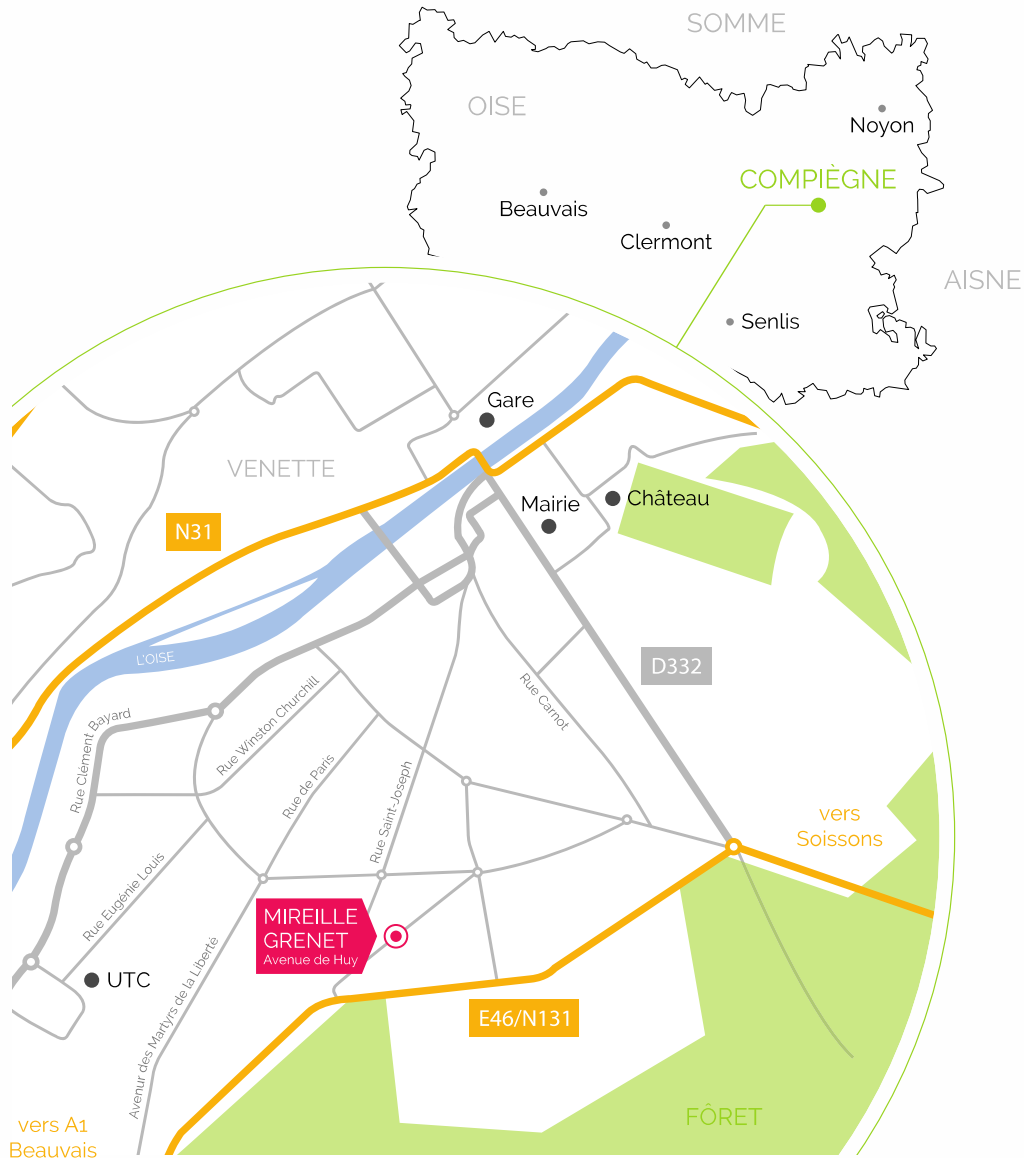 SOMME
OISE
Noyon
COMPIÈGNE
Beauvais
Clermont
AISNE
Senlis
Gare
VENETTE
Mairie
Château
N31
L'OISE
D332
Rue Carnot
Rue Clément Bayard
Rue Winston Churchill
Rue de Paris
Rue Saint-Joseph
vers
Soissons
Rue Eugénie Louis
MIREILLE
GRENET
Avenue de Huy
UTC
Avenur des Martyrs de la Liberté
E46/N131
FÔRET
vers A1
Beauvais